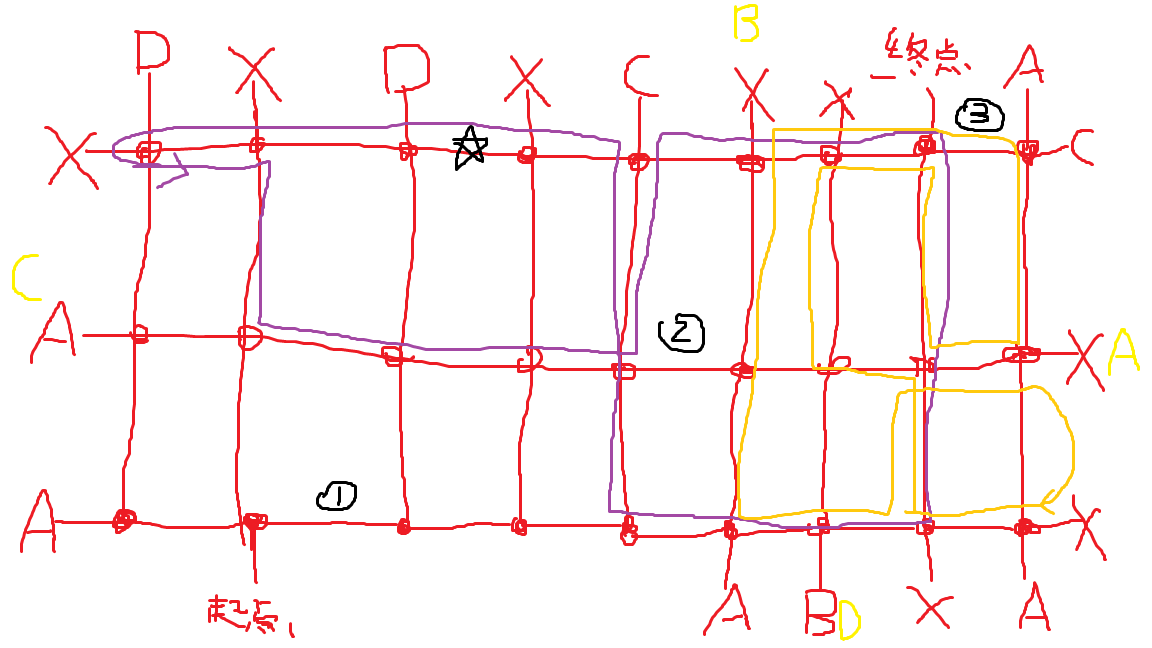 B
D X D X C X X 终点 A
③
X C
C
②
A X A
①
A X
起点 A B D X A